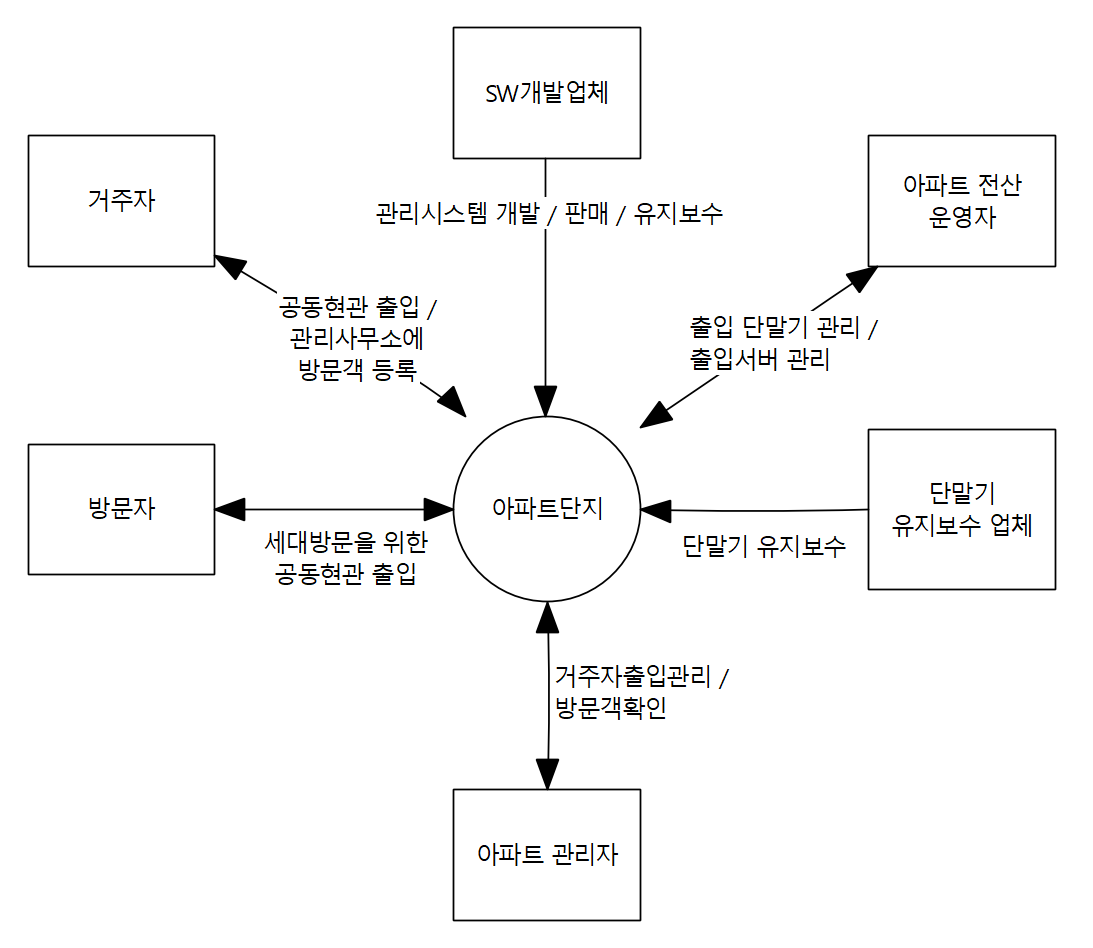 SW개발업체
거주자
아파트 전산
운영자
관리시스템 개발 / 판매 / 유지보수
공동현관 출입 /
관리사무소에
방문객 등록
출입 단말기 관리 /
출입서버 관리
방문자
아파트단지
단말기
유지보수 업체
세대방문을 위한
공동현관 출입
단말기 유지보수
거주자출입관리 /
방문객확인
아파트 관리자